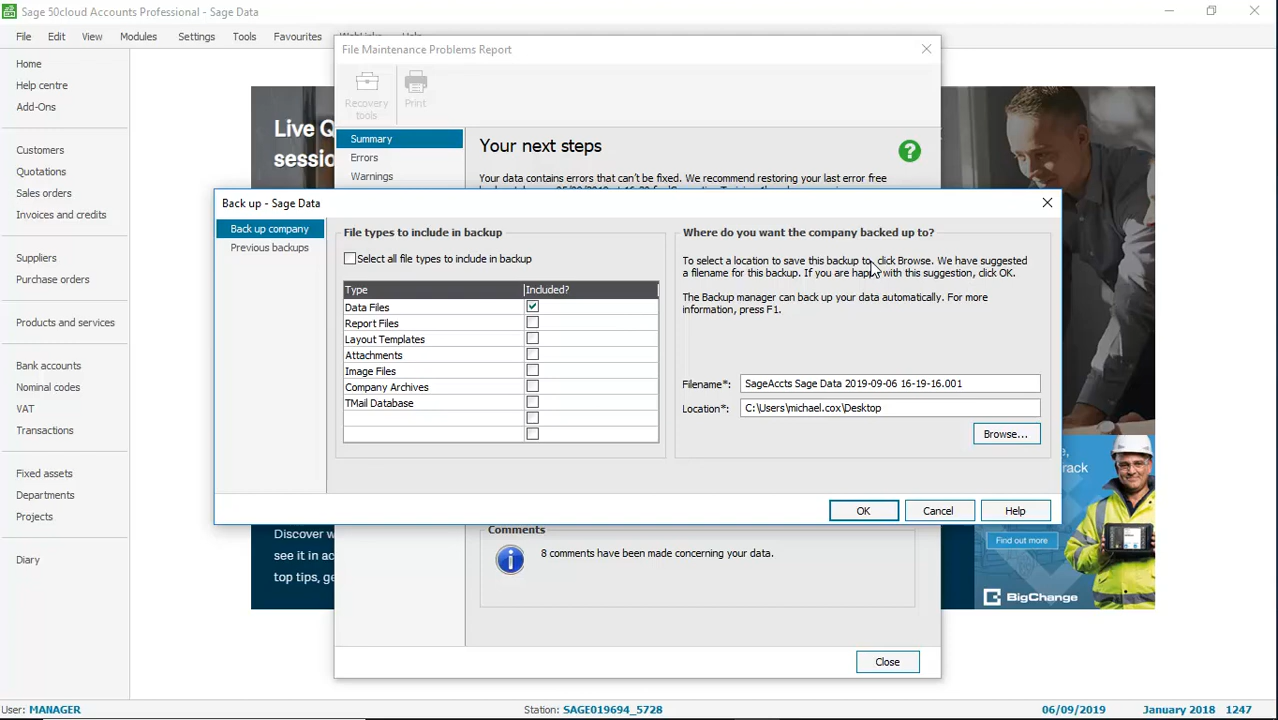 Sage 50cloud Accounts Professional - Sage Data
File Edit View Modules Settings Tools Favourites WebLinks Help
Home
Help centre
Add-Ons
Customers
Quotations
Sales orders
Invoices and credits
Suppliers
Purchase orders
Products and services
Bank accounts
Nominal codes
VAT
Transactions
Fixed assets
Departments
Projects
Diary
Live Q
sessio
File Maintenance Problems Report
Recovery tools
Print
Summary
Errors
Warnings
Your next steps
Your data contains errors that can't be fixed. We recommend restoring your last error free
Back up - Sage Data
Back up company
Previous backups
File types to include in backup
Select all file types to include in backup
Type Included?
Data Files
Report Files
Layout Templates
Attachments
Image Files
Company Archives
TMail Database
Where do you want the company backed up to?
To select a location to save this backup to, click Browse. We have suggested
a filename for this backup. If you are happy with this suggestion, click OK.
The Backup manager can back up your data automatically. For more
information, press F1.
Filename*: SageAccts Sage Data 2019-09-06 16-19-16.001
Location*: C:\Users\michael.cox\Desktop
Browse...
OK Cancel Help
Discover w
see it in ac
top tips, ge
Comments
8 comments have been made concerning your data.
Close
e,
rack
Find out more
BigChange
User: MANAGER
Station: SAGE019694_5728
06/09/2019 January 2018 1247